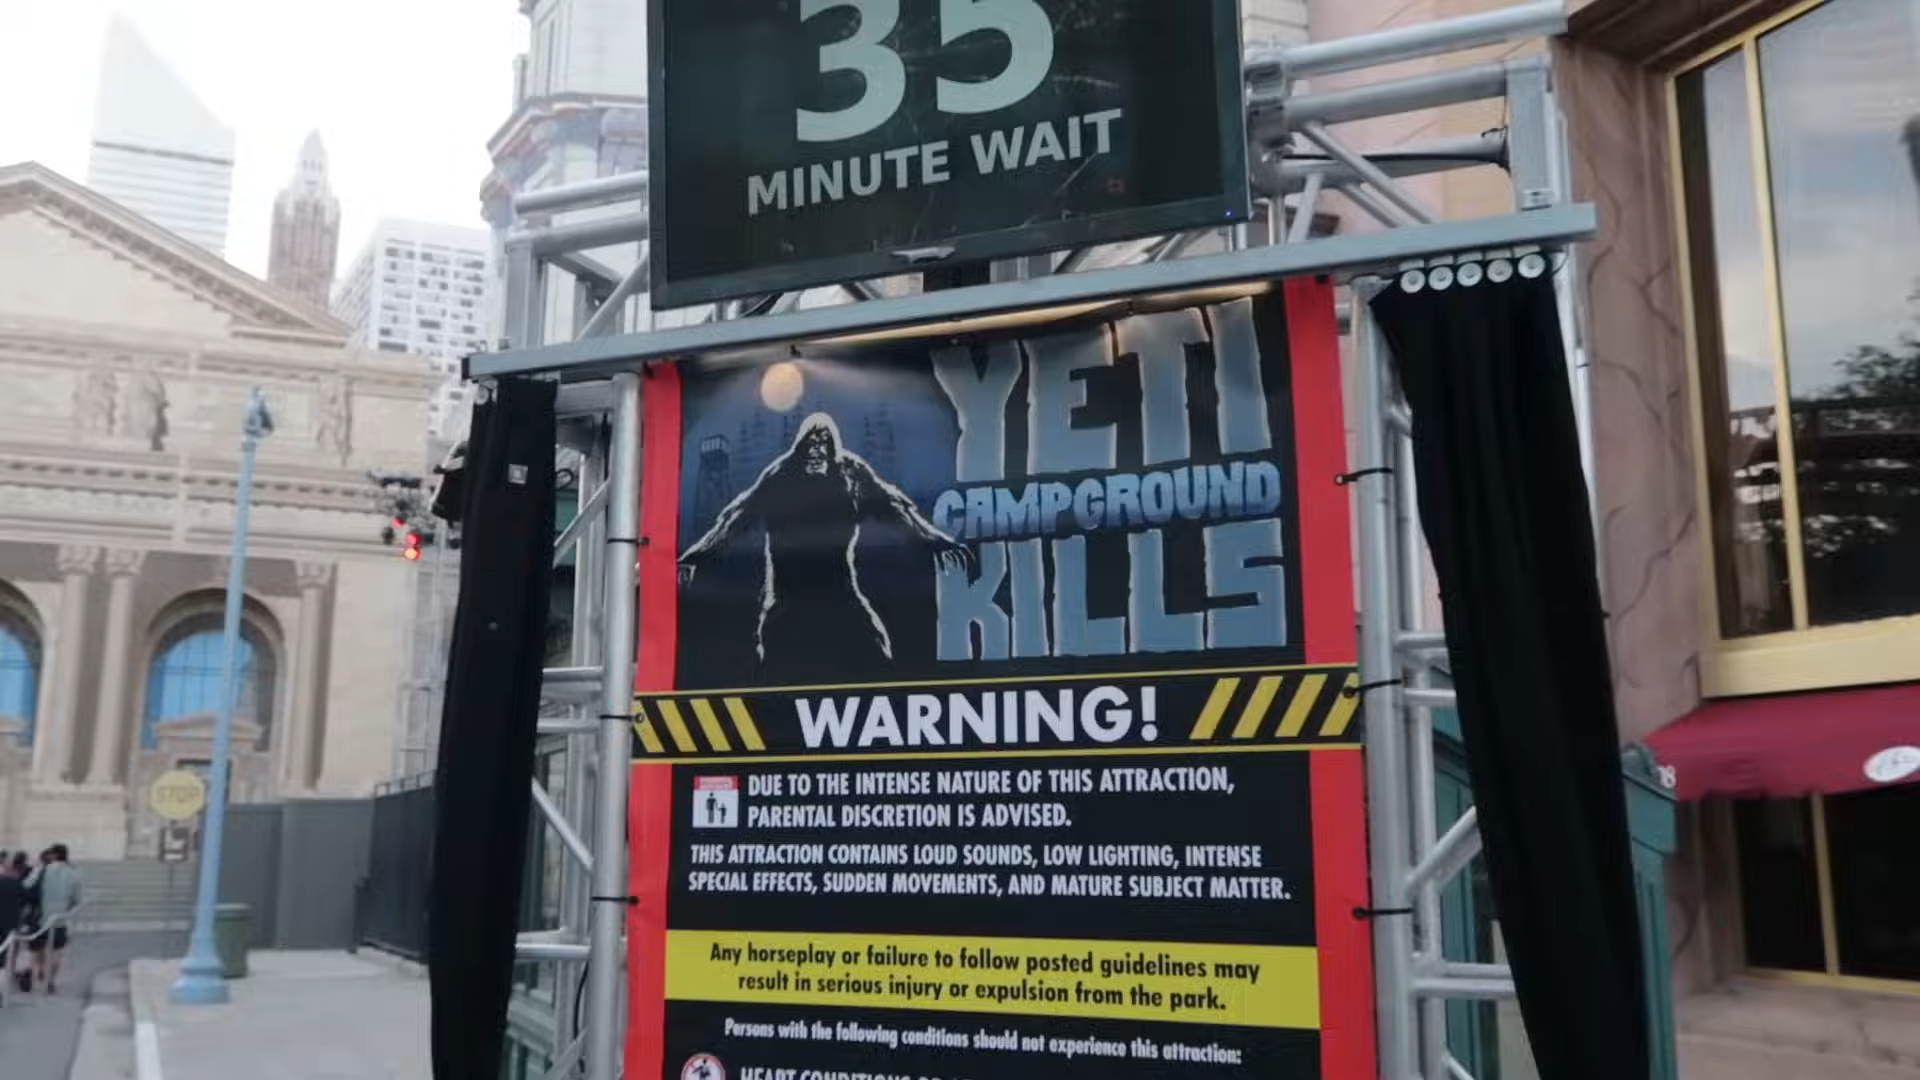 35
MINUTE WAIT
YETI
CAMPGROUND
KILLS
WARNING!
DUE TO THE INTENSE NATURE OF THIS ATTRACTION,
PARENTAL DISCRETION IS ADVISED.
THIS ATTRACTION CONTAINS LOUD SOUNDS, LOW LIGHTING, INTENSE
SPECIAL EFFECTS, SUDDEN MOVEMENTS, AND MATURE SUBJECT MATTER.
Any horseplay or failure to follow posted guidelines may
result in serious injury or expulsion from the park.
Persons with the following conditions should not experience this attraction:
HEART CONDITIONS
STOP